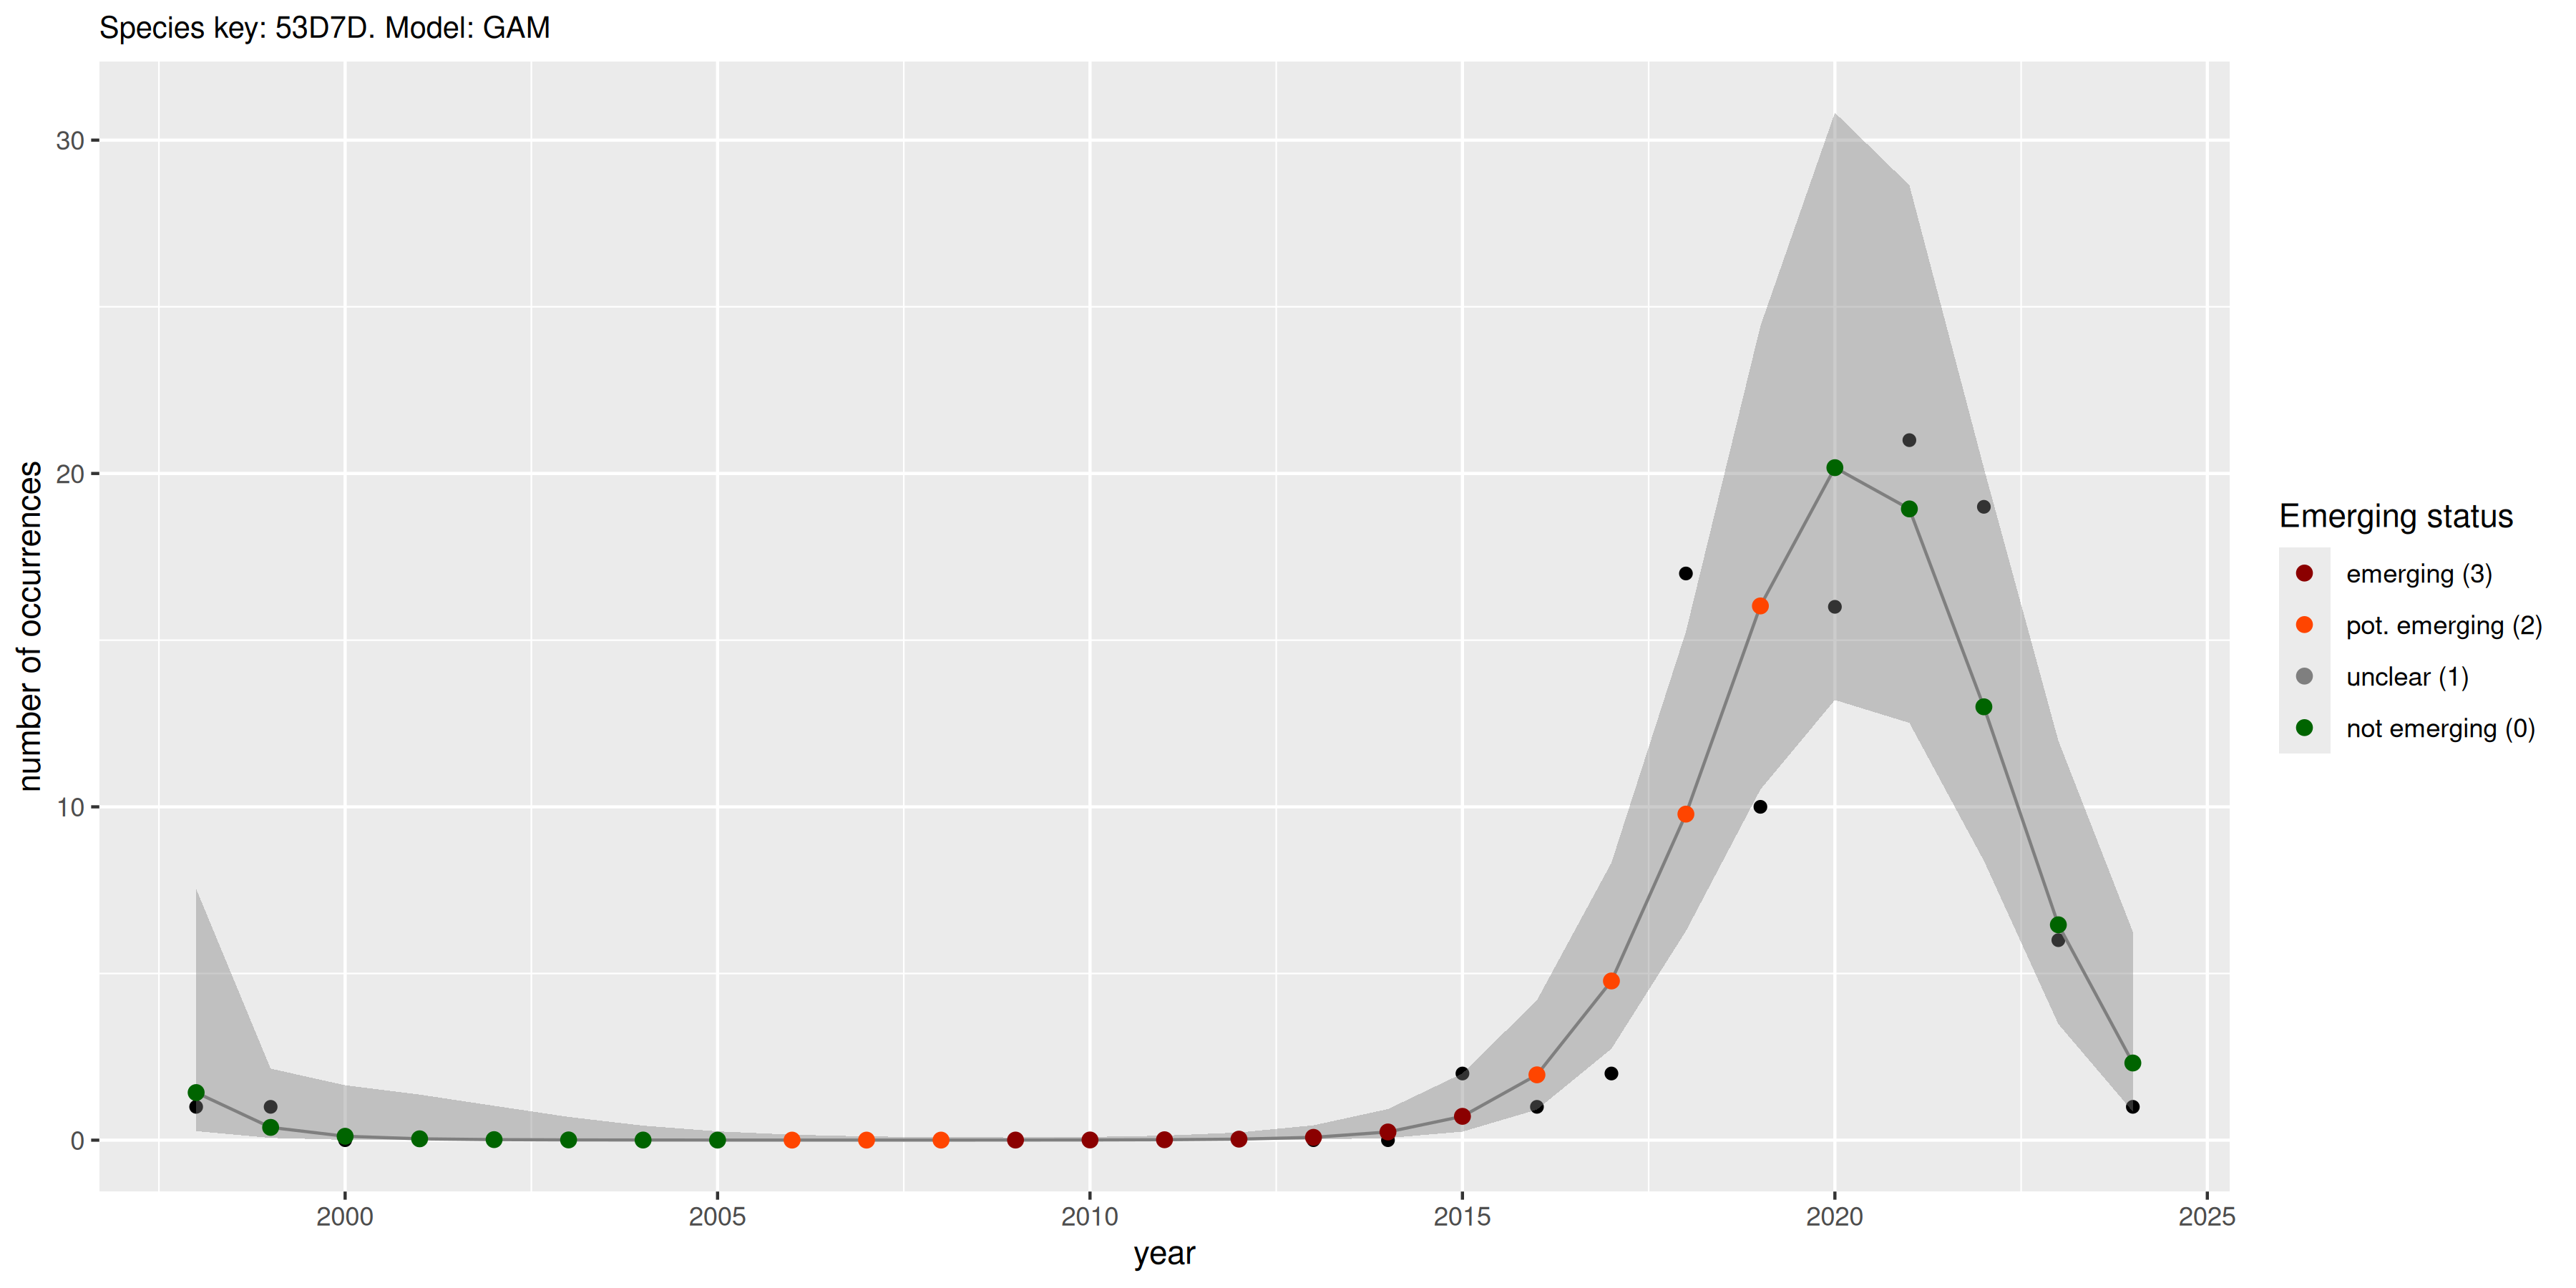 Species key: 53D7D. Model: GAM
number of occurrences
30
20
10
0
2000
2005
2010
2015
2020
2025
year
Emerging status
emerging (3)
pot. emerging (2)
unclear (1)
not emerging (0)